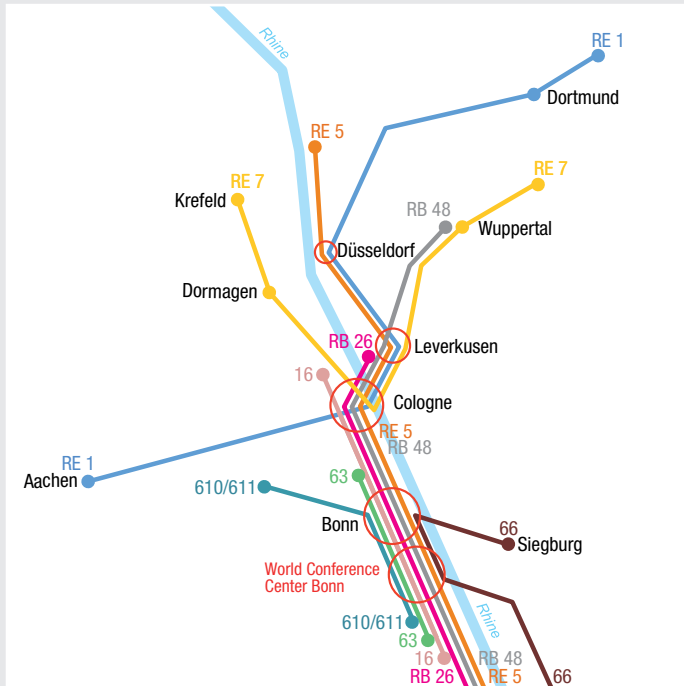 Rhine
RE 1
Dortmund
RE 5
RE 7
RE 7
Krefeld
RB 48
Wuppertal
Düsseldorf
Dormagen
RB 26
Leverkusen
16
Cologne
RE 5
RB 48
RE 1
Aachen
63
610/611
Bonn
66
Siegburg
World Conference
Center Bonn
Rhine
610/611
63
16
RB 48
RB 26
RE 5
66